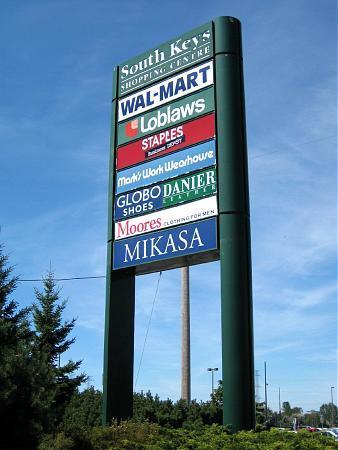 South Keys
SHOPPING CENTRE
WAL-MART
Loblaws
STAPLES
BUSINESS DEPOT
Mark's Work Wearhouse
GLOBO DANIER
SHOES LEATHER
Moores CLOTHING FOR MEN
MIKASA